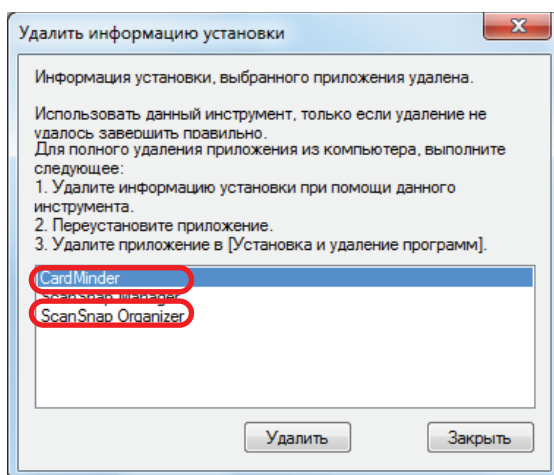 Удалить информацию установки
Информация установки, выбранного приложения удалена.
Использовать данный инструмент, только если удаление не
удалось завершить правильно.
Для полного удаления приложения из компьютера, выполните
следующее:
1. Удалите информацию установки при помощи данного
инструмента.
2. Переустановите приложение.
3. Удалите приложение в [Установка и удаление программ].
CardMinder
ScanSnap Manager
ScanSnap Organizer
Удалить
Закрыть